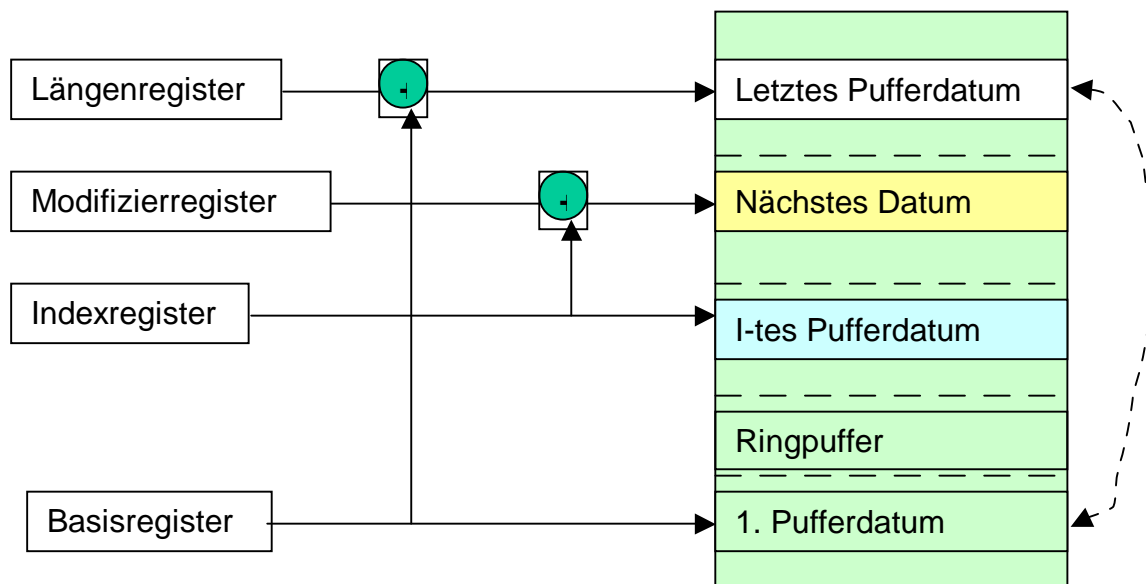 Längenregister
Letztes Pufferdatum
Modifizierregister
Nächstes Datum
Indexregister
I-tes Pufferdatum
Ringpuffer
Basisregister
1. Pufferdatum